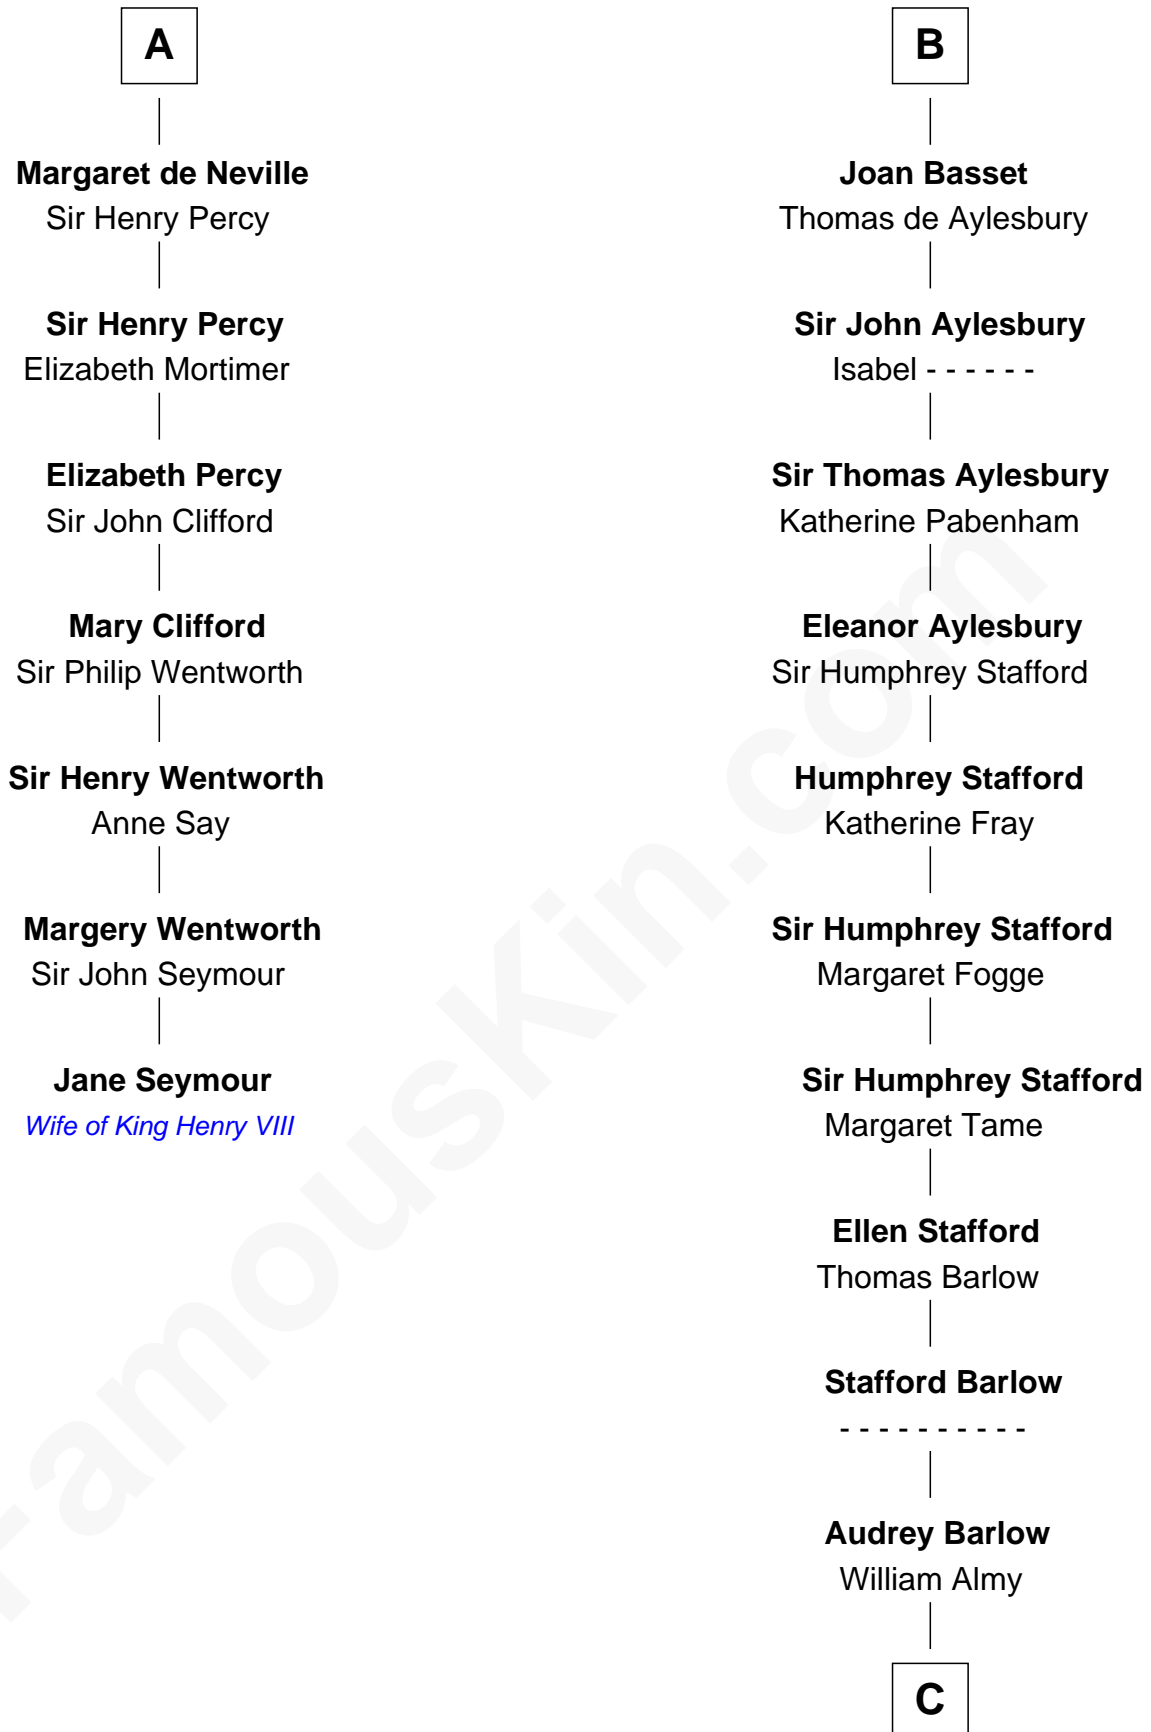 A
Margaret de Neville
Sir Henry Percy
Sir Henry Percy
Elizabeth Mortimer
Elizabeth Percy
Sir John Clifford
Mary Clifford
Sir Philip Wentworth
Sir Henry Wentworth
Anne Say
Margery Wentworth
Sir John Seymour
Jane Seymour
Wife of King Henry VIII
B
Joan Basset
Thomas de Aylesbury
Sir John Aylesbury
Isabel - - - - - -
Sir Thomas Aylesbury
Katherine Pabenham
Eleanor Aylesbury
Sir Humphrey Stafford
Humphrey Stafford
Katherine Fray
Sir Humphrey Stafford
Margaret Fogge
Sir Humphrey Stafford
Margaret Tame
Ellen Stafford
Thomas Barlow
Stafford Barlow
- - - - - - - - - -
Audrey Barlow
William Almy
C
FamousKin.com